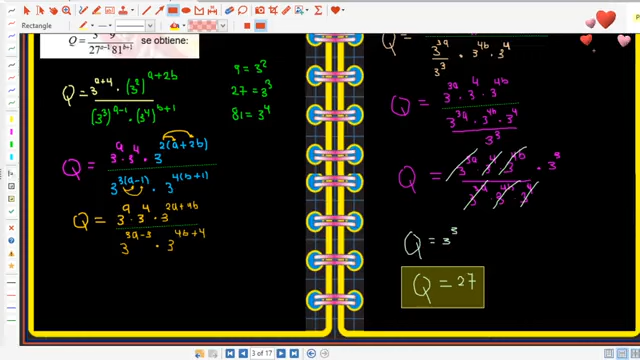 Rectangle
Q = 3 9 / 27^{a-1} 81^{b+1} se obtiene:
Q = 3^{a+4} · (3^2)^{a+2b} / (3^3)^{a-1} · (3^4)^{b+1}
9 = 3^2
27 = 3^3
81 = 3^4
Q = 3^a · 3^4 · 3^{2(a+2b)} / 3^{3(a-1)} · 3^{4(b+1)}
Q = 3^a · 3^4 · 3^{2a+4b} / 3^{3a-3} · 3^{4b+4}
Q = / 3^{3a}/3^3 · 3^{4b} · 3^4
Q = 3^{3a} · 3^4 · 3^{4b} / 3^{3a} · 3^{4b} · 3^4 / 3^3
Q = 3^{3a} · 3^4 · 3^{4b} · 3^3 / 3^{3a} · 3^{4b} · 3^4
Q = 3^3
Q = 27
3 of 17